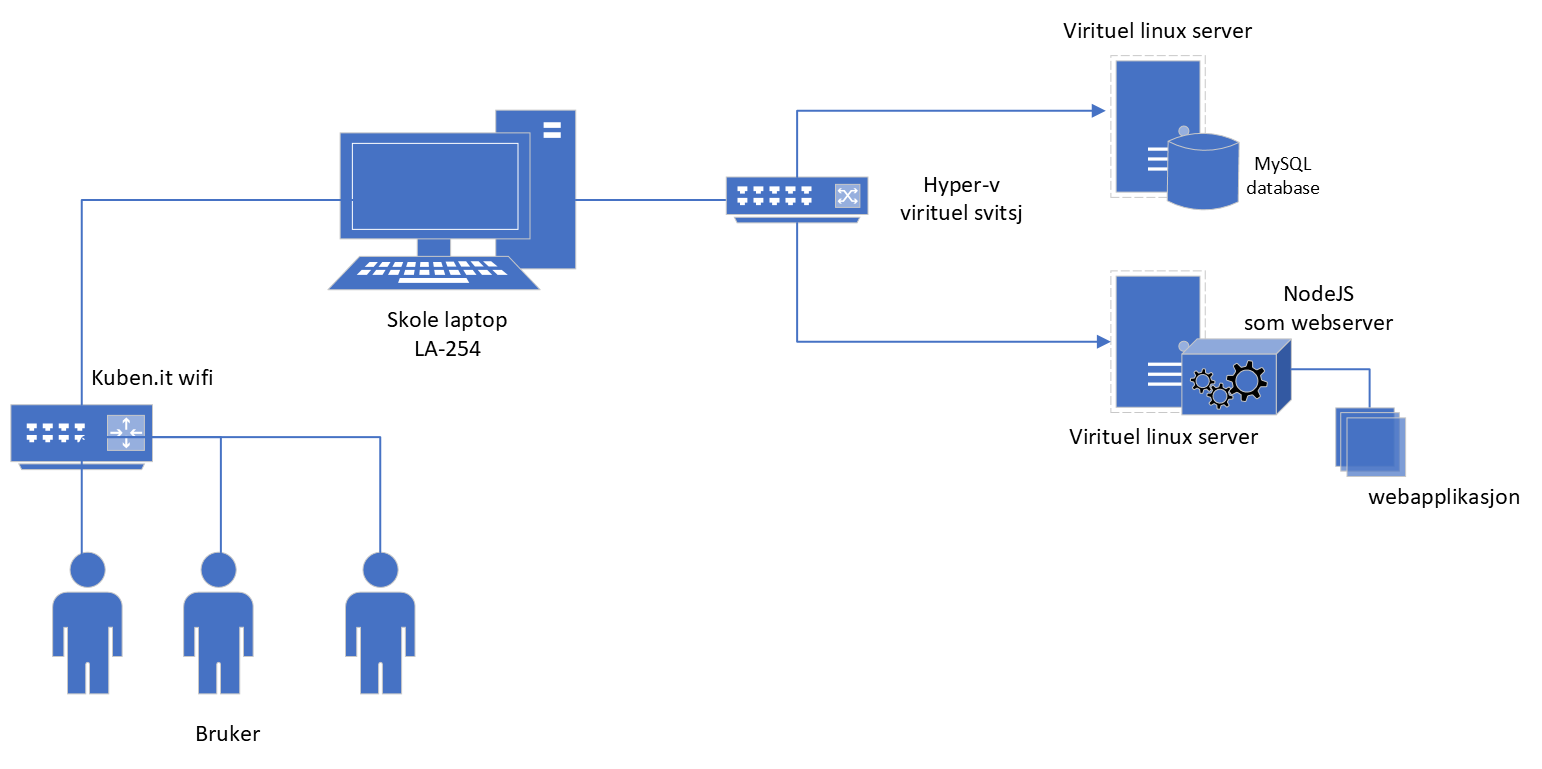 Virituel linux server
MySQL
database
Hyper-v
virituel svitsj
Skole laptop
LA-254
NodeJS
som webserver
Kuben.it wifi
Virituel linux server
webapplikasjon
Bruker